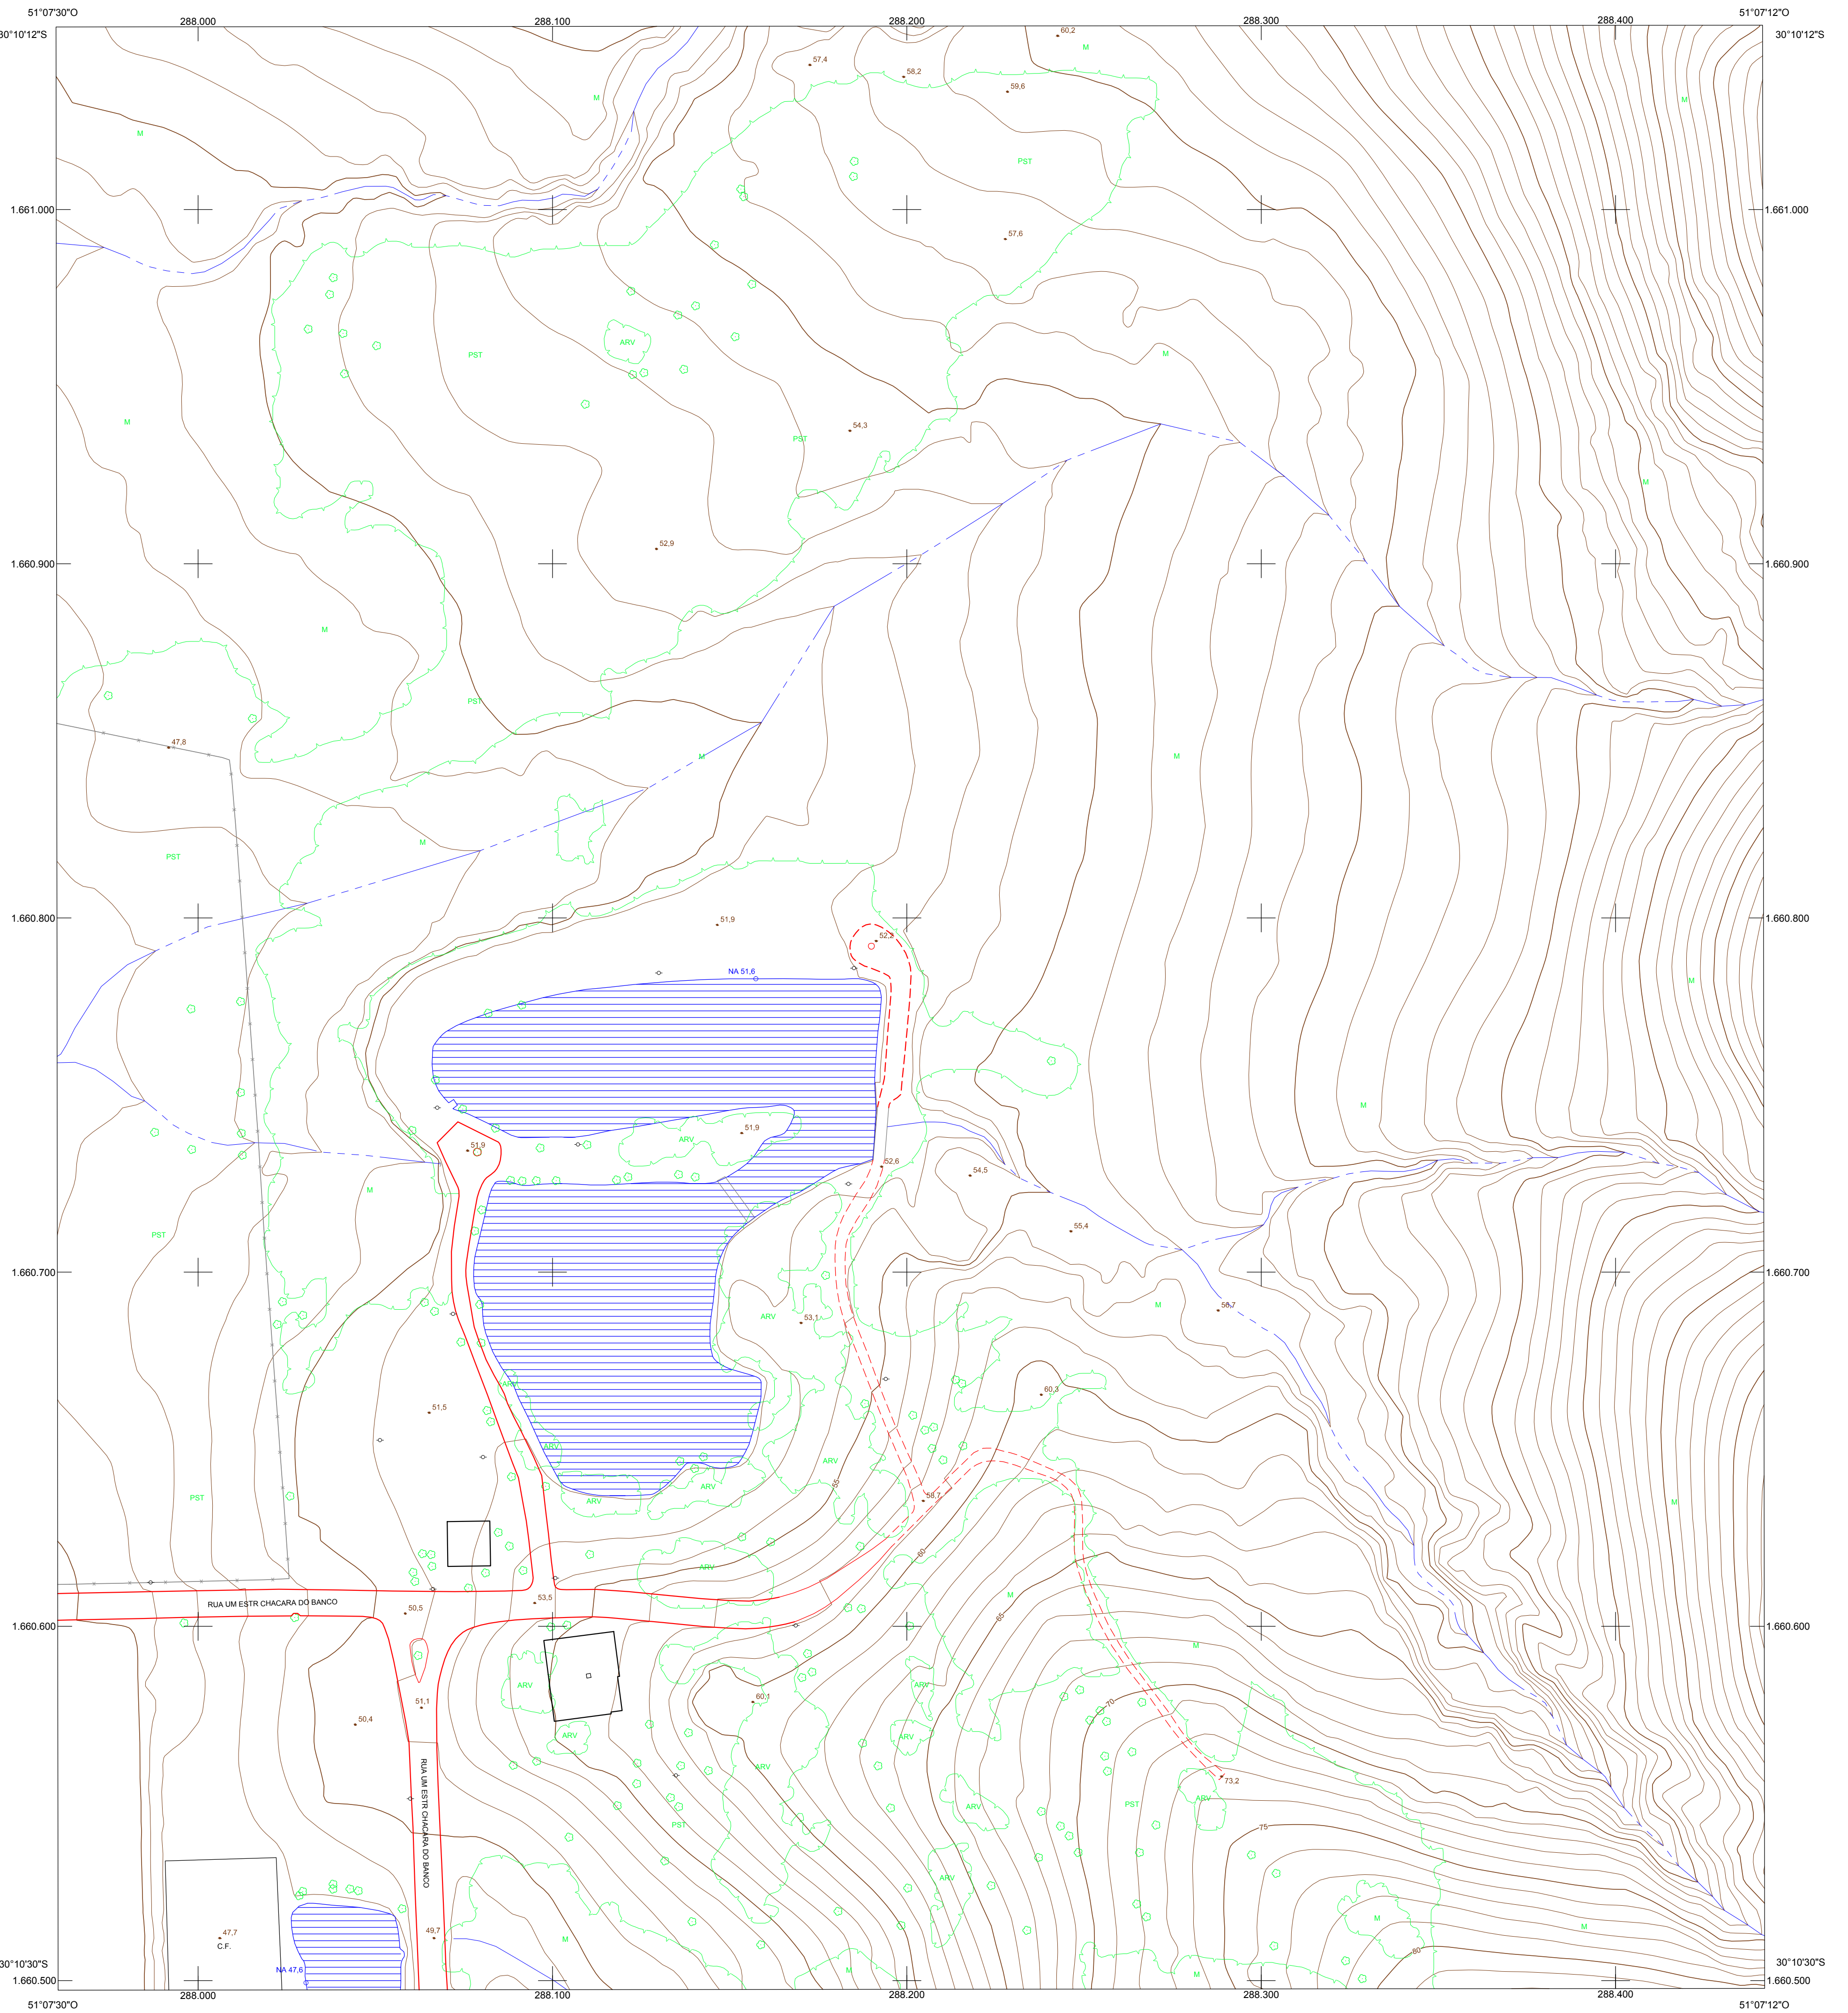 51°07'30"O
288.000
288.100
288.200
288.300
288.400
51°07'12"O
30°10'12"S
30°10'12"S
60,2
M
57,4
58,2
59,6
M
M
M
PST
1.661.000
1.661.000
57,6
ARV
PST
M
M
54,3
PST
M
52,9
1.660.900
1.660.900
M
PST
47,8
M
M
M
PST
1.660.800
51,9
52,2
1.660.800
NA 51,6
M
M
51,9
ARV
51,9
52,6
54,5
M
55,4
PST
1.660.700
1.660.700
M
58,7
ARV
53,1
ARV
60,3
51,5
ARV
ARV
ARV
55
ARV
PST
58,7
M
60
ARV
M
RUA UM ESTR CHACARA DO BANCO
50,5
53,5
65
1.660.600
1.660.600
M
ARV
ARV
60,1
51,1
70
50,4
ARV
ARV
ARV
RUA UM ESTR CHACARA DO BANCO
73,2
ARV
PST
ARV
PST
75
ARV
47,7
C.F.
49,7
M
M
M
80
30°10'30"S
NA 47,6
M
M
30°10'30"S
1.660.500
1.660.500
51°07'30"O
288.000
288.100
288.200
288.300
288.400
51°07'12"O